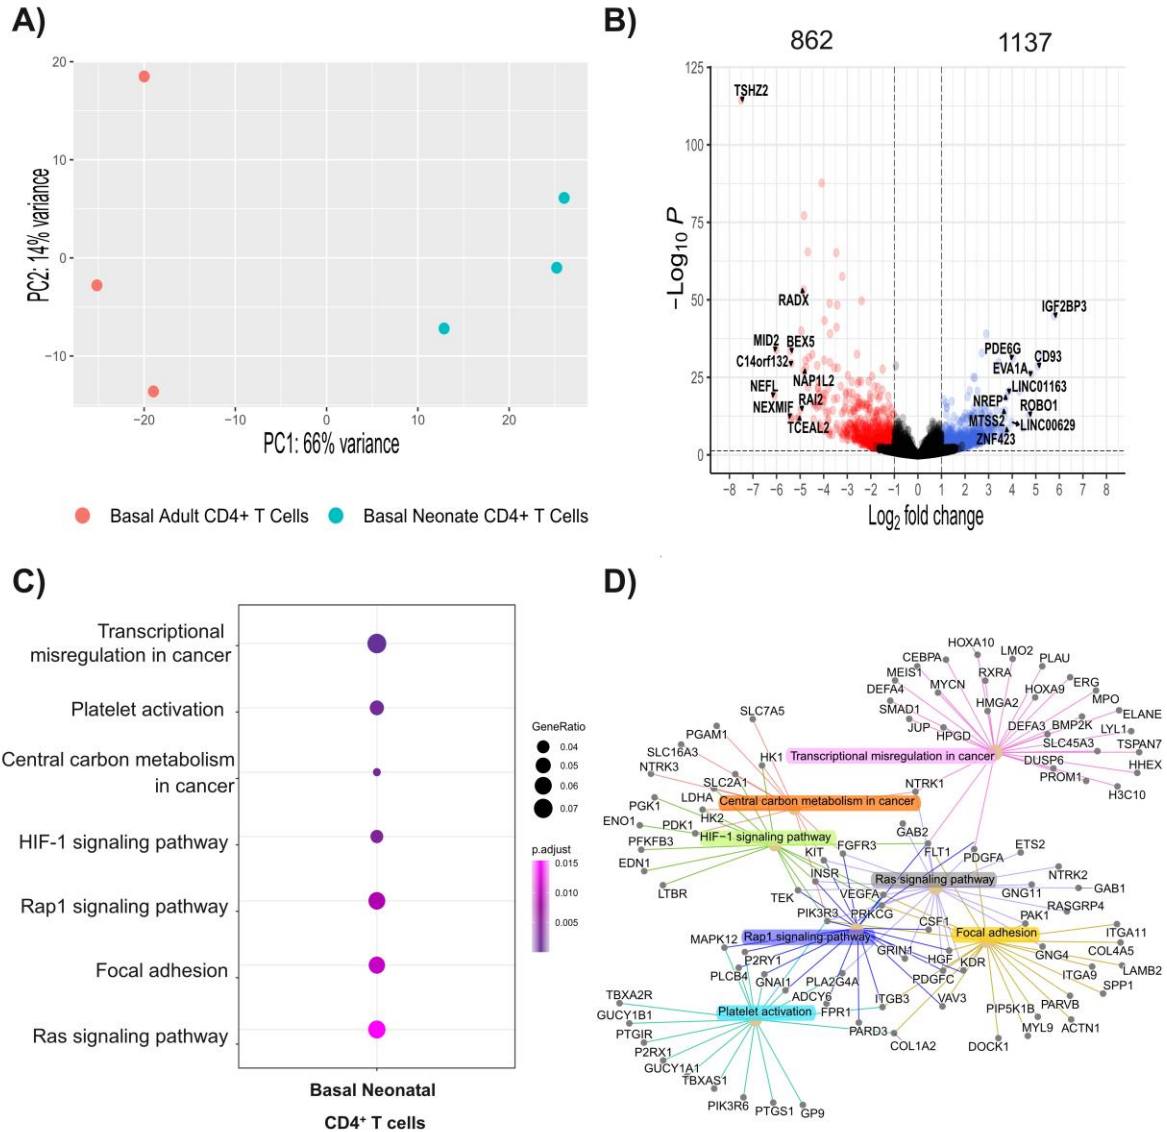 A)
20
10
0
−10
−20
−10
0
10
20
PC2: 14% variance
PC1: 66% variance
Basal Adult CD4+ T Cells
Basal Neonate CD4+ T Cells
B)
862
1137
125
100
75
50
25
0
−Log10 P
−8 −7 −6 −5 −4 −3 −2 −1 0 1 2 3 4 5 6 7 8
Log2 fold change
TSHZ2
RADX
IGF2BP3
MID2
BEX5
PDE6G
CD93
C14orf132
EVA1A
NAP1L2
NEFL
LINC01163
RAI2
NREP
ROBO1
NEXMIF
MTSS2
LINC00629
TCEAL2
ZNF423
C)
Transcriptional
misregulation in cancer
Platelet activation
Central carbon metabolism
in cancer
HIF-1 signaling pathway
Rap1 signaling pathway
Focal adhesion
Ras signaling pathway
Basal Neonatal
CD4⁺ T cells
GeneRatio
0.04
0.05
0.06
0.07
p.adjust
0.015
0.010
0.005
D)
HOXA10
CEBPA
LMO2
PLAU
MEIS1
RXRA
DEFA4
MYCN
HOXA9
ERG
SMAD1
HMGA2
MPO
JUP
HPGD
DEFA3
BMP2K
ELANE
LYL1
SLC45A3
TSPAN7
DUSP6
HHEX
PROM1
H3C10
Transcriptional misregulation in cancer
SLC7A5
PGAM1
SLC16A3
HK1
NTRK3
SLC2A1
NTRK1
LDHA
Central carbon metabolism in cancer
PGK1
HK2
ENO1
PDK1
HIF−1 signaling pathway
GAB2
PFKFB3
KIT
FGFR3
FLT1
PDGFA
ETS2
EDN1
INSR
Ras signaling pathway
NTRK2
LTBR
TEK
VEGFA
GNG11
GAB1
PIK3R3
PRKCG
RASGRP4
CSF1
PAK1
MAPK12
Rap1 signaling pathway
Focal adhesion
ITGA11
P2RY1
GRIN1
HGF
KDR
GNG4
COL4A5
PLCB4
GNAI1
PLA2G4A
PDGFC
ITGA9
LAMB2
ADCY6
ITGB3
VAV3
SPP1
TBXA2R
Platelet activation
FPR1
PIP5K1B
PARVB
GUCY1B1
PARD3
MYL9
ACTN1
PTGIR
COL1A2
DOCK1
P2RX1
GUCY1A1
TBXAS1
PIK3R6
PTGS1
GP9